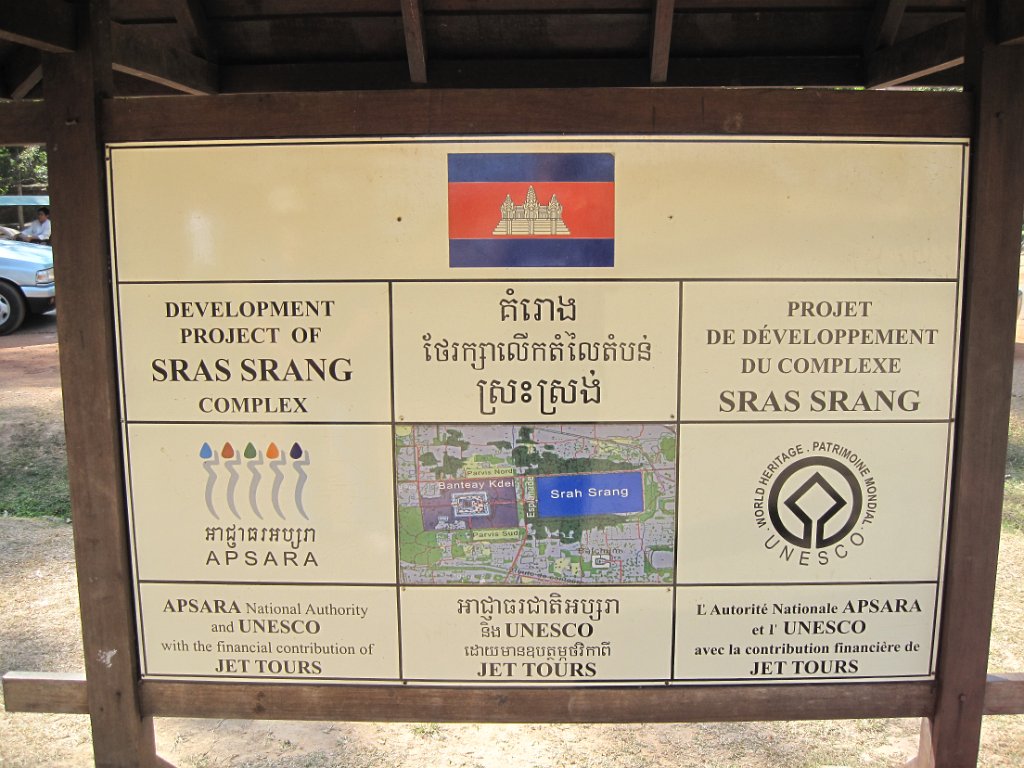 DEVELOPMENT
PROJECT OF
SRAS SRANG
COMPLEX
គំរោង
ថែរក្សាលើកតំលៃតំបន់
ស្រះស្រង់
PROJET
DE DÉVELOPPEMENT
DU COMPLEXE
SRAS SRANG
អាជ្ញាធរអប្សរា
APSARA
Parvis Nord
Banteay Kdei
Esplanade
Srah Srang
Parvis Sud
WORLD HERITAGE . PATRIMOINE MONDIAL
UNESCO
APSARA National Authority
and UNESCO
with the financial contribution of
JET TOURS
អាជ្ញាធរជាតិអប្សរា
និង UNESCO
ដោយមានឧបត្ថម្ភថវិកាពី
JET TOURS
L' Autorité Nationale APSARA
et l' UNESCO
avec la contribution financière de
JET TOURS